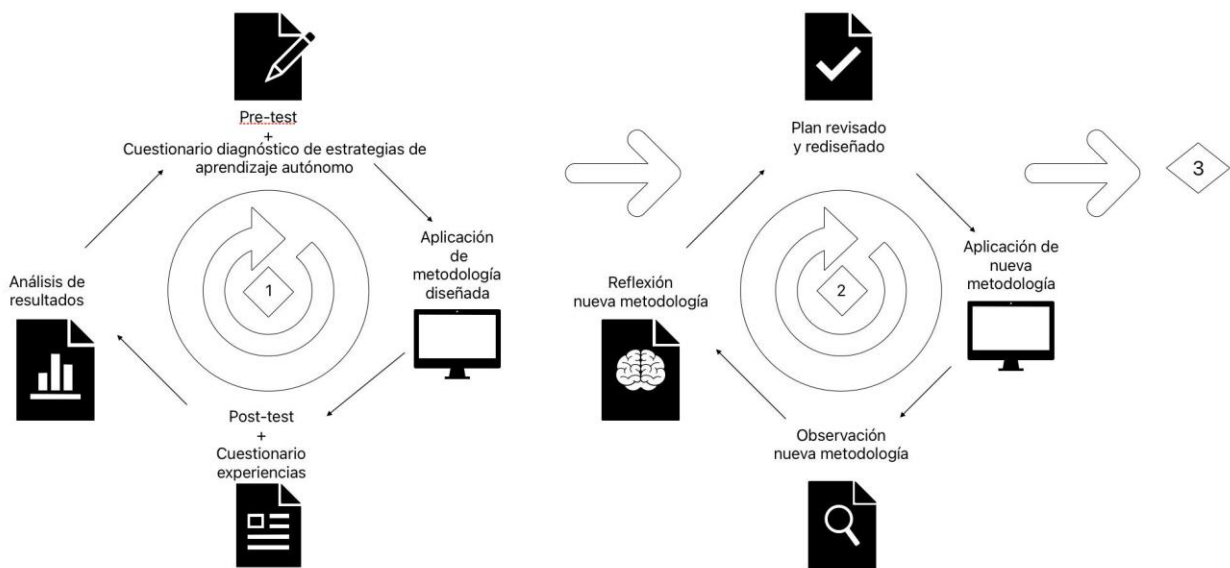 Pre-test
+
Cuestionario diagnóstico de estrategias de
aprendizaje autónomo
Aplicación
de
metodología
diseñada
1
Análisis de
resultados
Post-test
+
Cuestionario
experiencias
Plan revisado
y rediseñado
Aplicación de
nueva
metodología
2
Reflexión
nueva metodología
Observación
nueva metodología
3